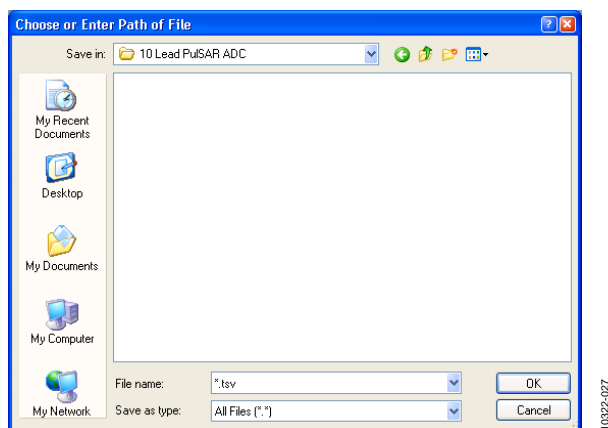 Choose or Enter Path of File
Save in:
10 Lead PulSAR ADC
My Recent
Documents
Desktop
My Documents
My Computer
My Network
File name:
*.tsv
OK
Save as type:
All Files (*.*)
Cancel
10322-027